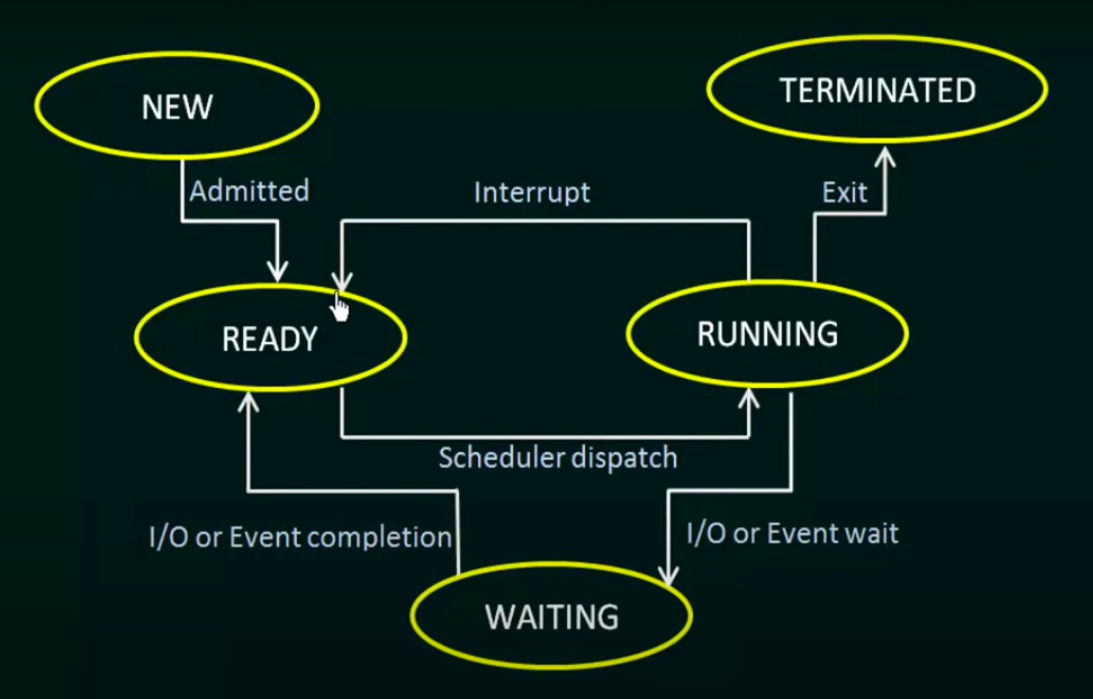 NEW
TERMINATED
Admitted
Interrupt
Exit
READY
RUNNING
Scheduler dispatch
I/O or Event completion
I/O or Event wait
WAITING